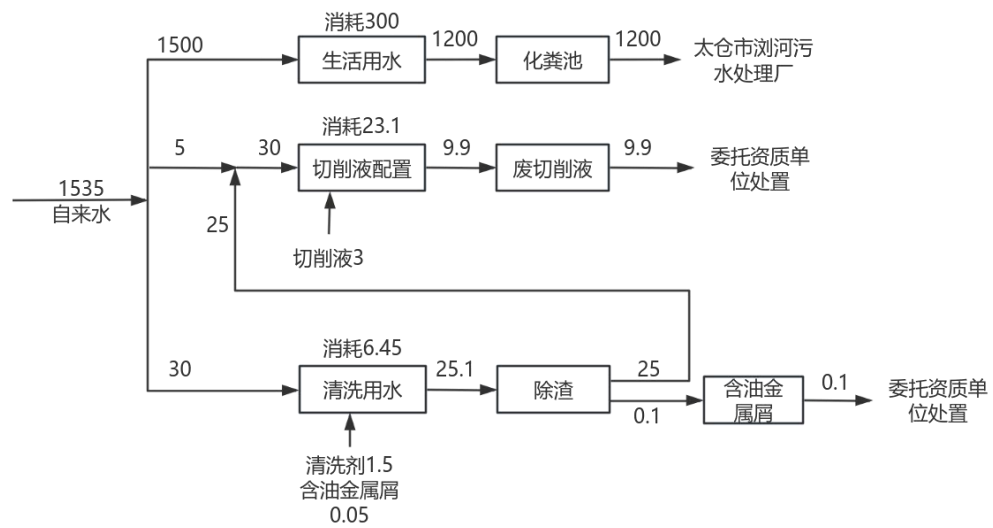 消耗300
1500
生活用水
1200
化粪池
1200
太仓市浏河污
水处理厂
消耗23.1
5
30
切削液配置
9.9
废切削液
9.9
委托资质单
位处置
1535
自来水
25
切削液3
消耗6.45
30
清洗用水
25.1
除渣
25
0.1
含油金
属屑
0.1
委托资质单
位处置
清洗剂1.5
含油金属屑
0.05